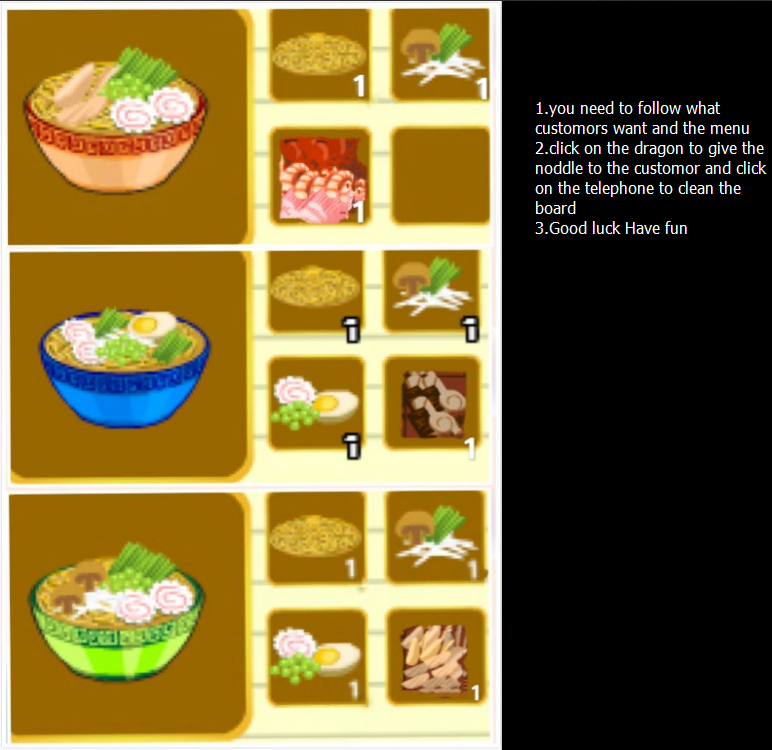 1 1
1
1 1
1 1
1 1
1 1
1.you need to follow what
customors want and the menu
2.click on the dragon to give the
noddle to the customor and click
on the telephone to clean the
board
3.Good luck Have fun